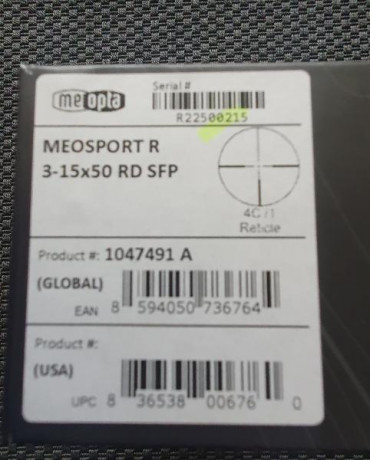 meopta
Serial #
R22500215
MEOSPORT R
3-15x50 RD SFP
4C /1
Reticle
Product #: 1047491 A
(GLOBAL)
EAN 8 594050 736764
Product #:
(USA)
UPC 8 36538 00676 0